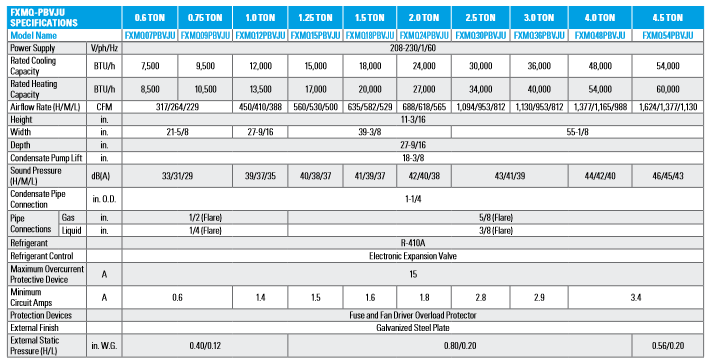 FXMQ-PBVJU SPECIFICATIONS 0.6 TON 0.75 TON 1.0 TON 1.25 TON 1.5 TON 2.0 TON 2.5 TON 3.0 TON 4.0 TON 4.5 TON
Model Name FXMQ07PBVJU FXMQ09PBVJU FXMQ12PBVJU FXMQ15PBVJU FXMQ18PBVJU FXMQ24PBVJU FXMQ30PBVJU FXMQ36PBVJU FXMQ48PBVJU FXMQ54PBVJU
Power Supply V/ph/Hz 208-230/1/60
Rated Cooling Capacity BTU/h 7,500 9,500 12,000 15,000 18,000 24,000 30,000 36,000 48,000 54,000
Rated Heating Capacity BTU/h 8,500 10,500 13,500 17,000 20,000 27,000 34,000 40,000 54,000 60,000
Airflow Rate (H/M/L) CFM 317/264/229 450/410/388 560/530/500 635/582/529 688/618/565 1,094/953/812 1,130/953/812 1,377/1,165/988 1,624/1,377/1,130
Height in. 11-3/16
Width in. 21-5/8 27-9/16 39-3/8 55-1/8
Depth in. 27-9/16
Condensate Pump Lift in. 18-3/8
Sound Pressure (H/M/L) dB(A) 33/31/29 39/37/35 40/38/37 41/39/37 42/40/38 43/41/39 44/42/40 46/45/43
Condensate Pipe Connection in. O.D. 1-1/4
Pipe Connections Gas in. 1/2 (Flare) 5/8 (Flare)
Liquid in. 1/4 (Flare) 3/8 (Flare)
Refrigerant R-410A
Refrigerant Control Electronic Expansion Valve
Maximum Overcurrent Protective Device A 15
Minimum Circuit Amps A 0.6 1.4 1.5 1.6 1.8 2.8 2.9 3.4
Protection Devices Fuse and Fan Driver Overload Protector
External Finish Galvanized Steel Plate
External Static Pressure (H/L) in. W.G. 0.40/0.12 0.80/0.20 0.56/0.20